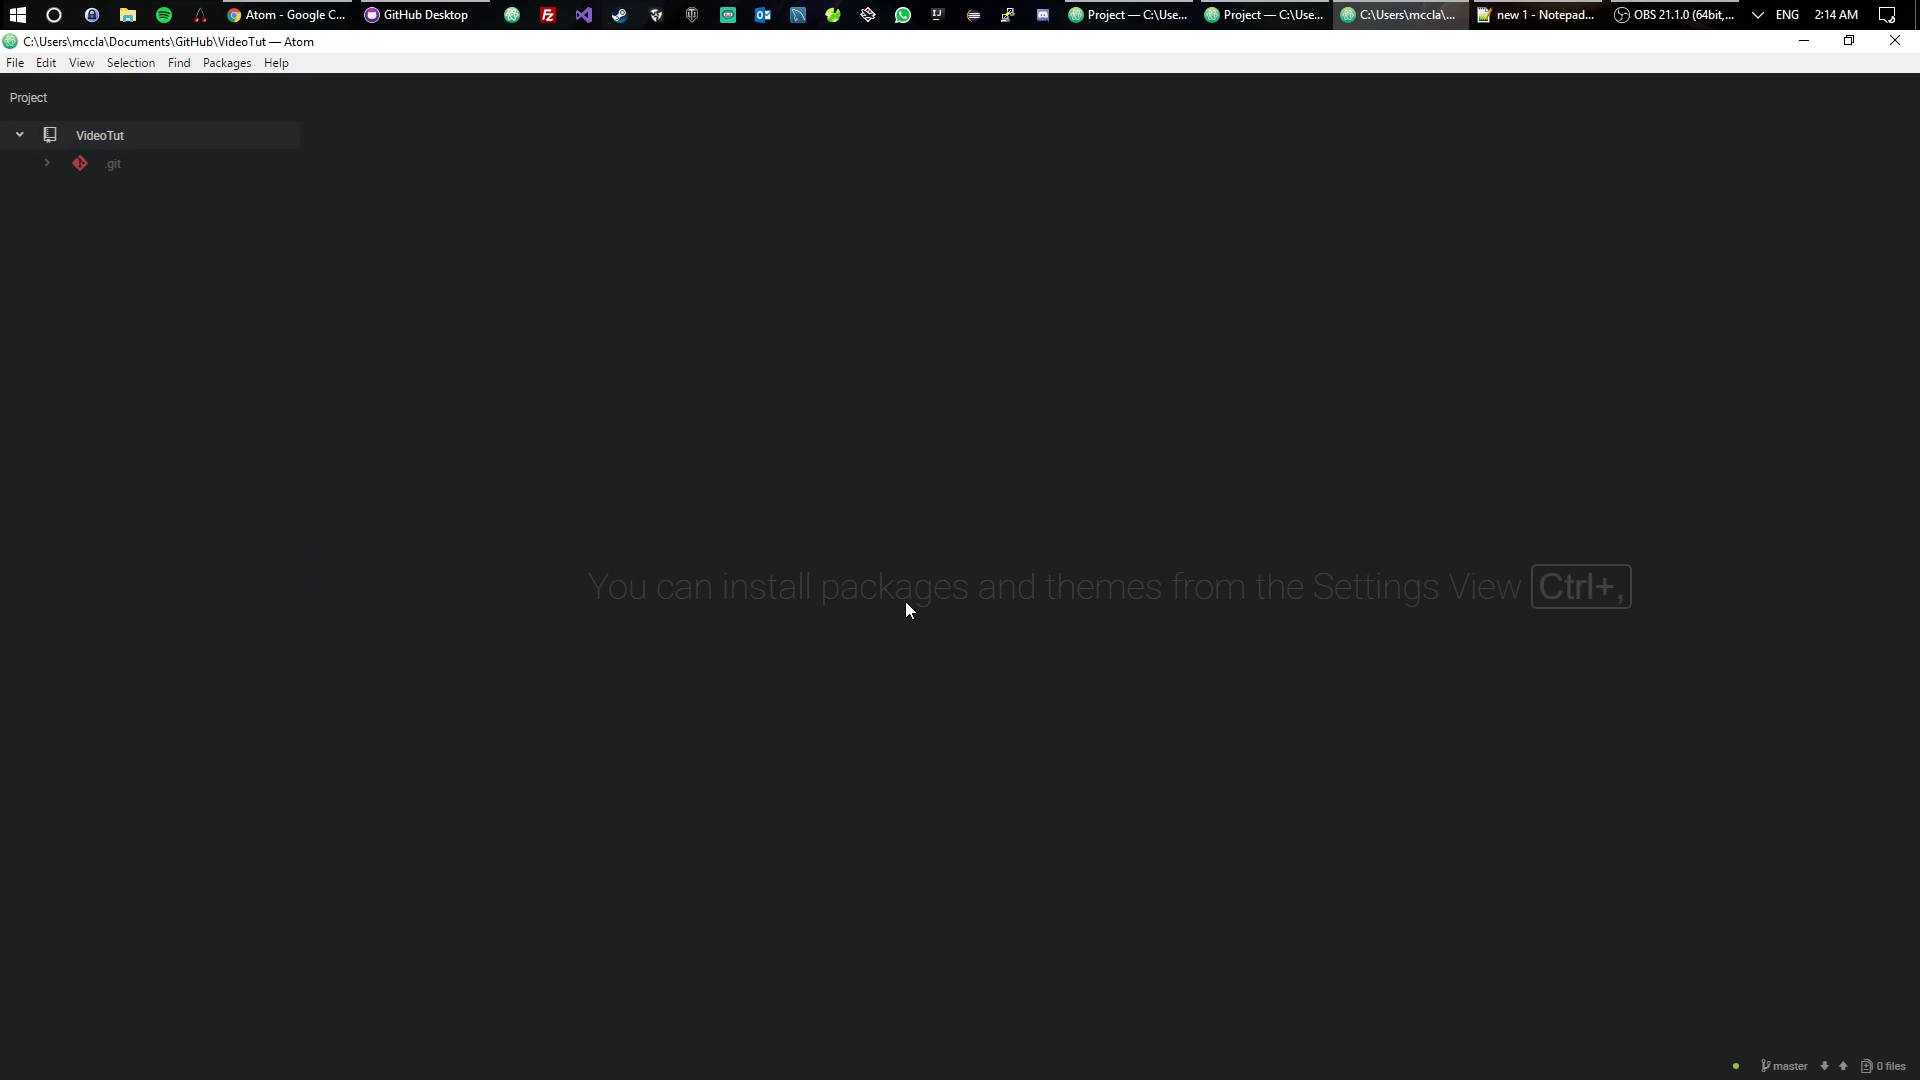 Atom - Google C...
GitHub Desktop
Project — C:\Use...
Project — C:\Use...
C:\Users\mccla\...
new 1 - Notepad...
OBS 21.1.0 (64bit,...
ENG
2:14 AM
C:\Users\mccla\Documents\GitHub\VideoTut — Atom
File Edit View Selection Find Packages Help
Project
VideoTut
.git
You can install packages and themes from the Settings View Ctrl+,
master
0 files